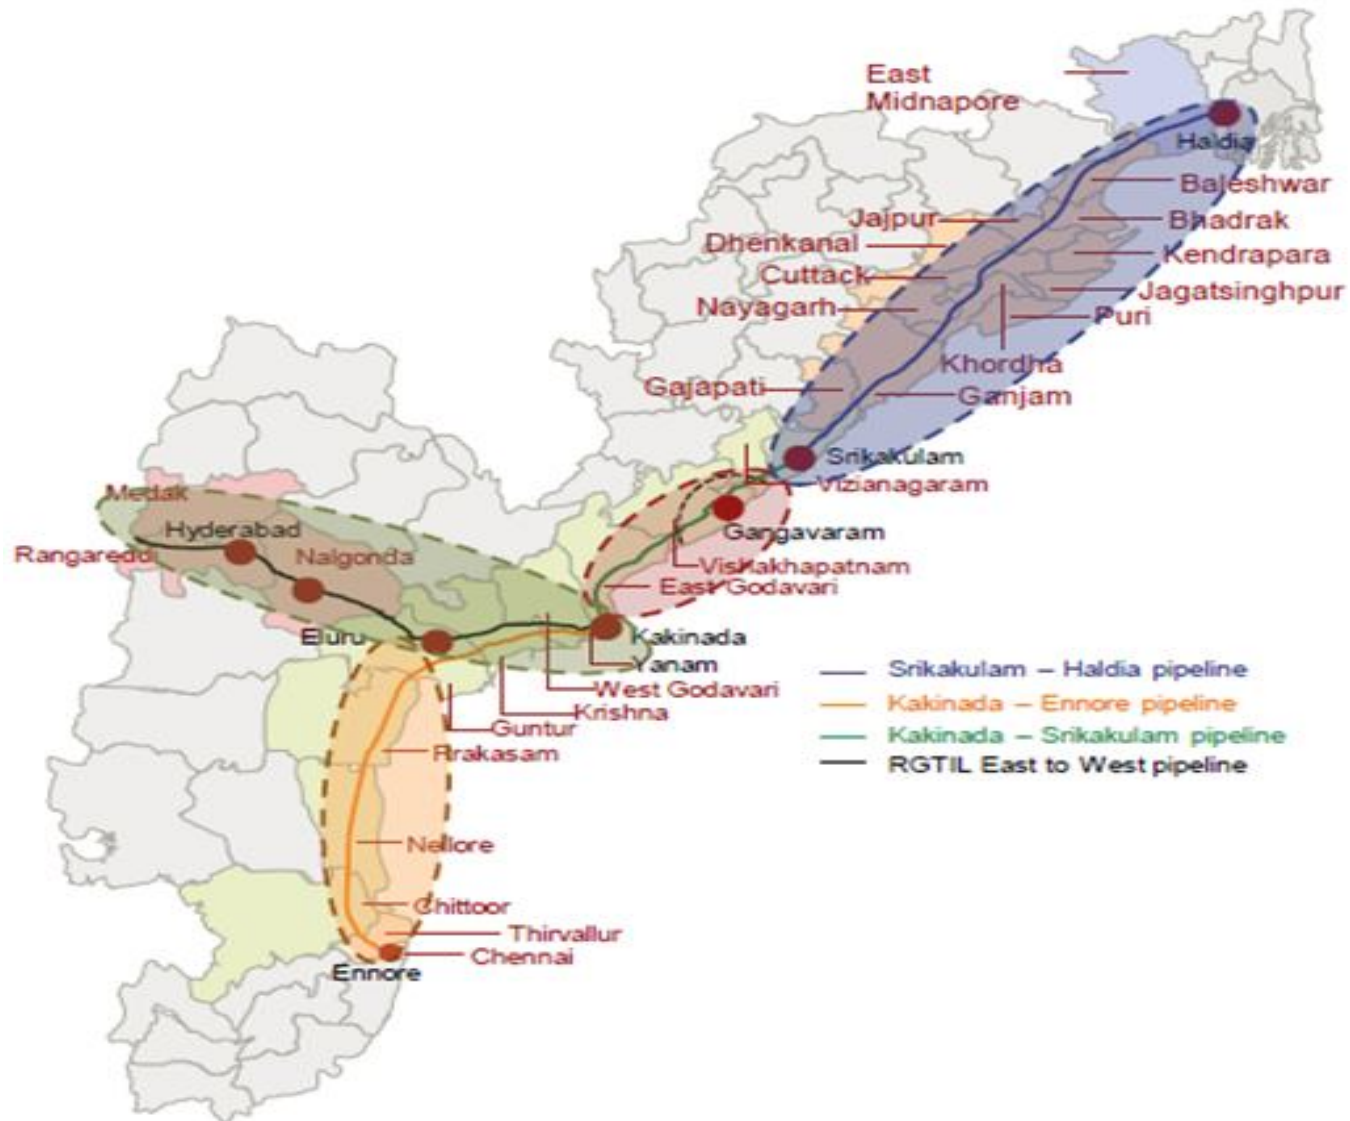 East
Midnapore
Haldia
Baleshwar
Jajpur
Bhadrak
Dhenkanal
Kendrapara
Cuttack
Jagatsinghpur
Nayagarh
Puri
Khordha
Gajapati
Ganjam
Srikakulam
Vizianagaram
Medak
Hyderabad
Gangavaram
Rangareddi
Nalgonda
Vishakhapatnam
East Godavari
Eluru
Kakinada
Yanam
West Godavari
Krishna
Guntur
Prakasam
Srikakulam – Haldia pipeline
Kakinada – Ennore pipeline
Kakinada – Srikakulam pipeline
RGTIL East to West pipeline
Nellore
Chittoor
Thirvallur
Chennai
Ennore